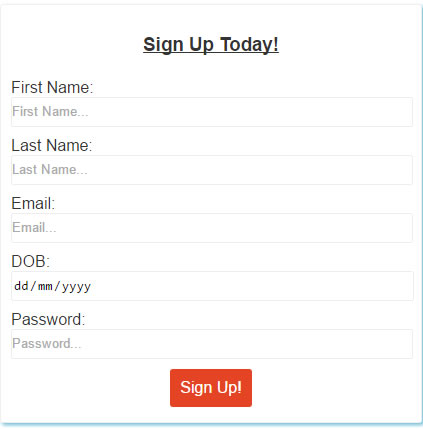 Sign Up Today!
First Name:
First Name...
Last Name:
Last Name...
Email:
Email...
DOB:
dd/mm/yyyy
Password:
Password...
Sign Up!